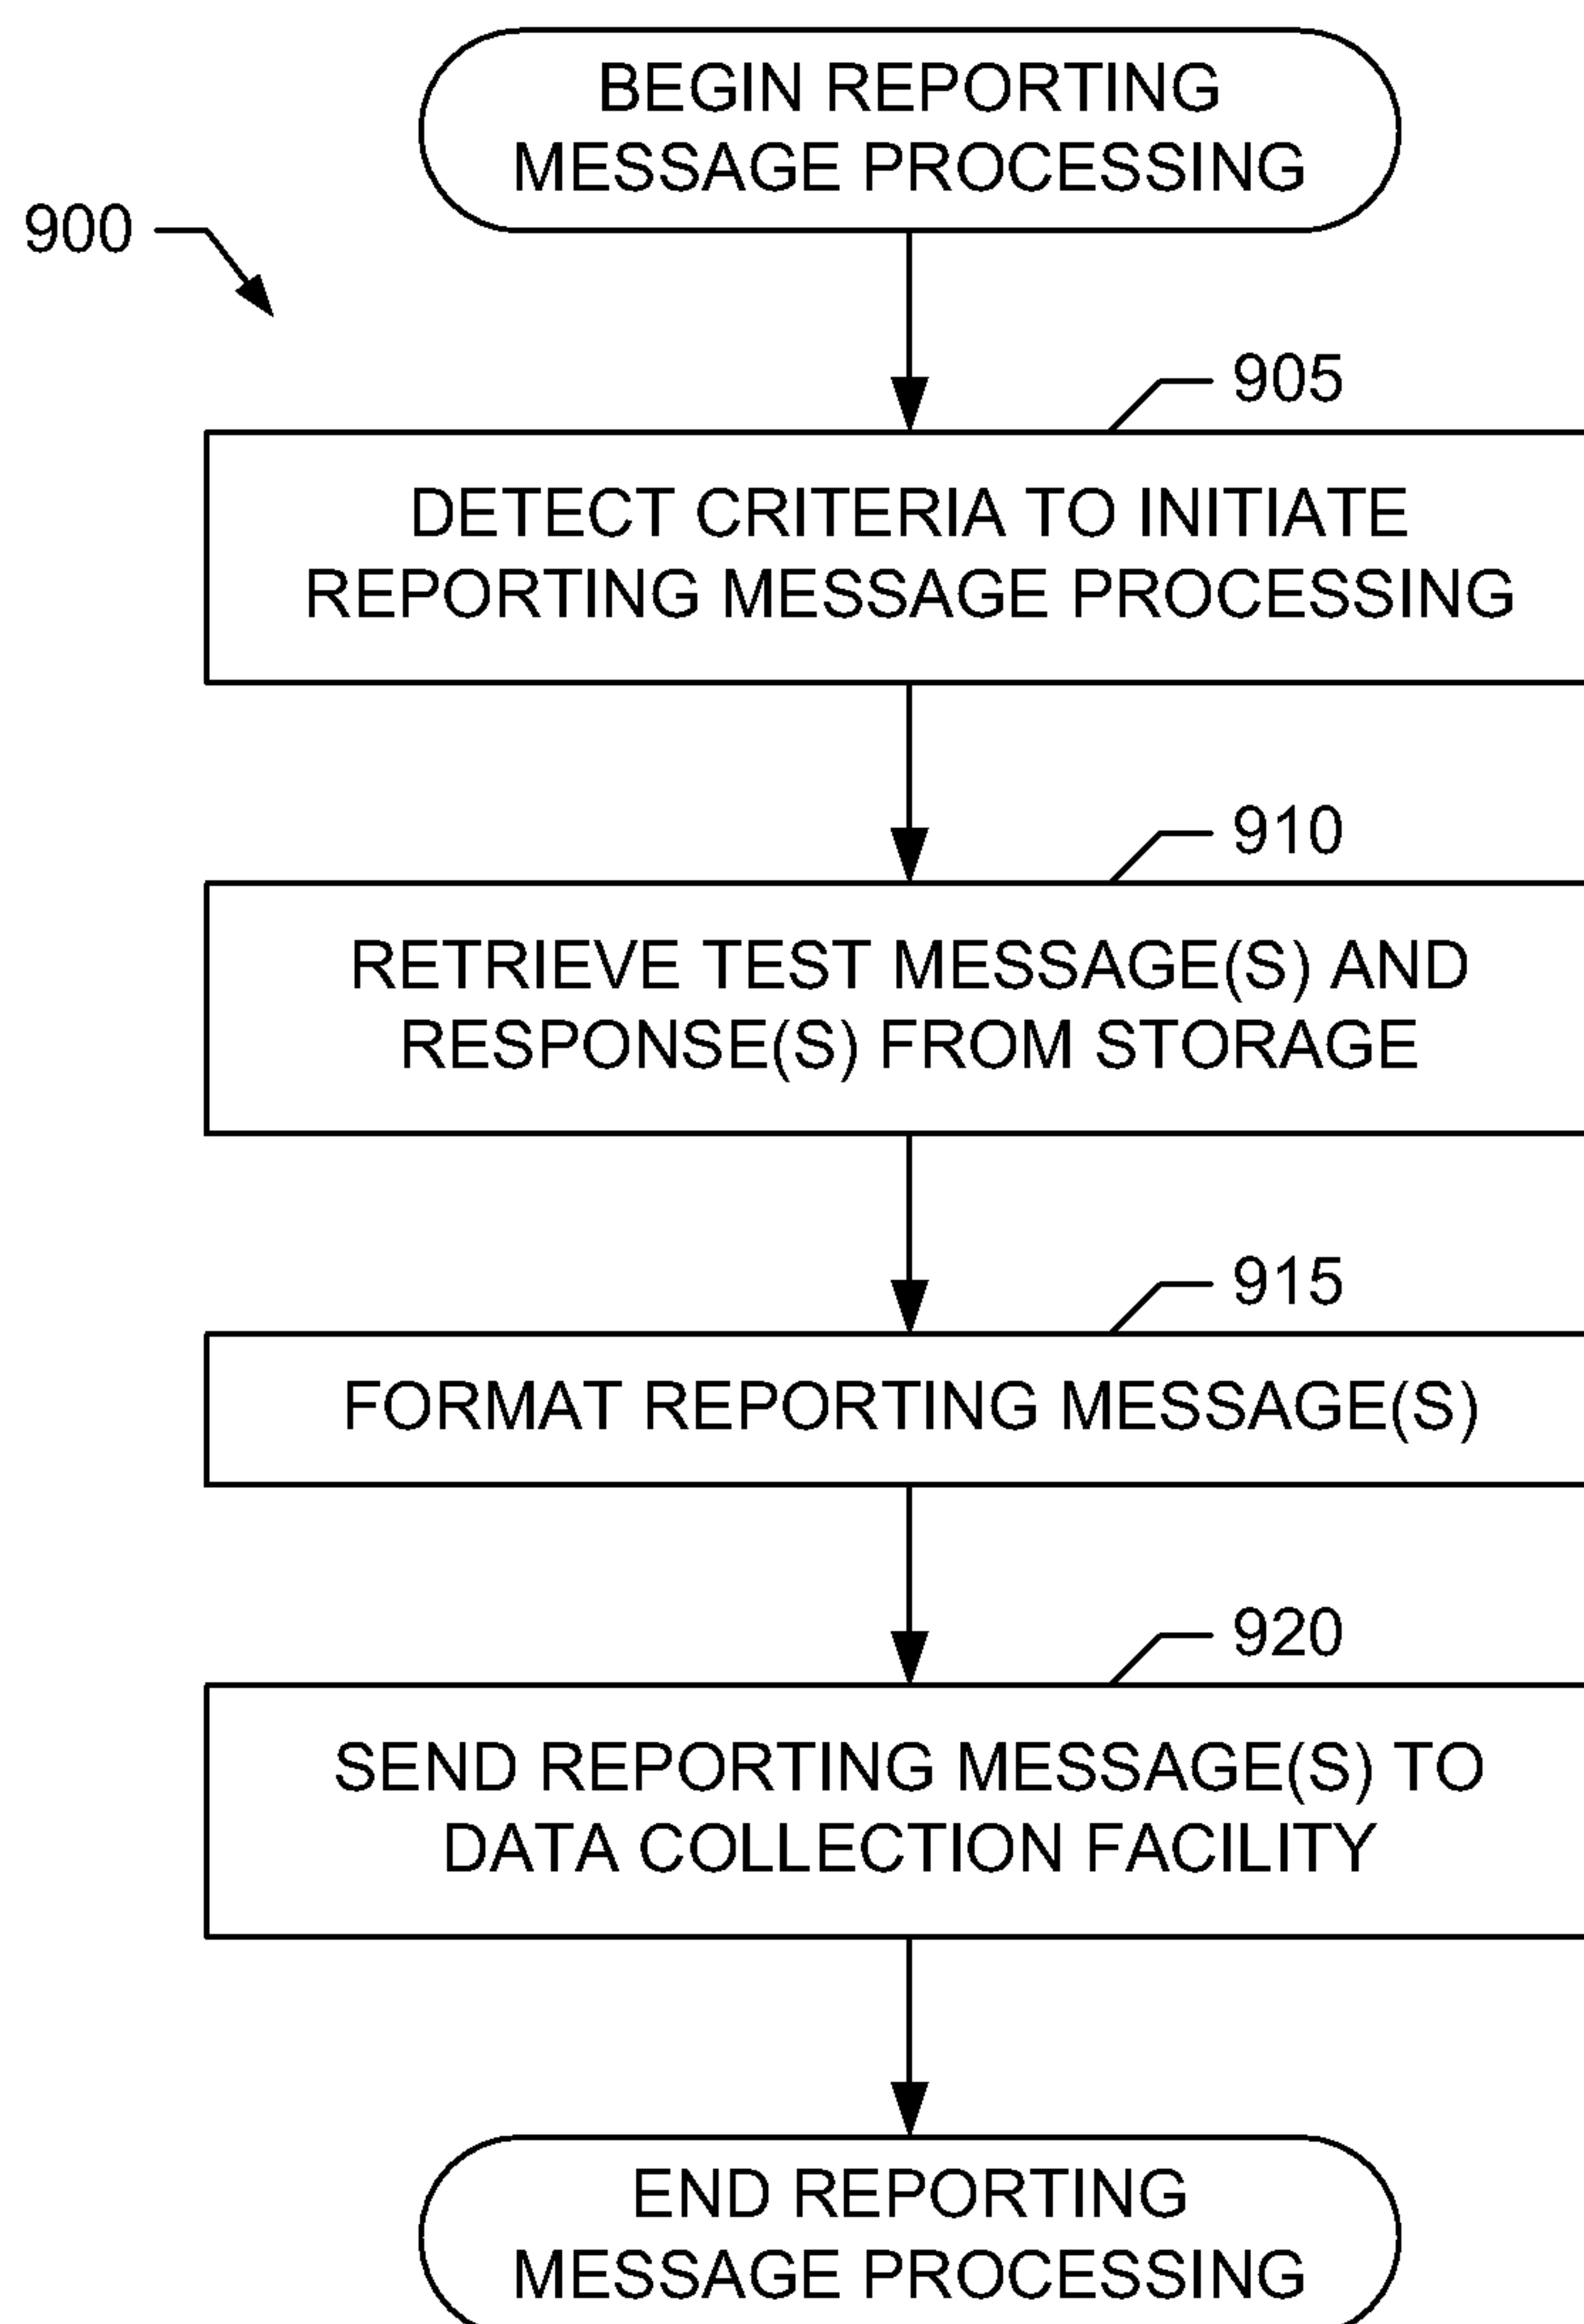 BEGIN REPORTING
MESSAGE PROCESSING
900
905
DETECT CRITERIA TO INITIATE
REPORTING MESSAGE PROCESSING
910
RETRIEVE TEST MESSAGE(S) AND
RESPONSE(S) FROM STORAGE
915
FORMAT REPORTING MESSAGE(S)
920
SEND REPORTING MESSAGE(S) TO
DATA COLLECTION FACILITY
END REPORTING
MESSAGE PROCESSING